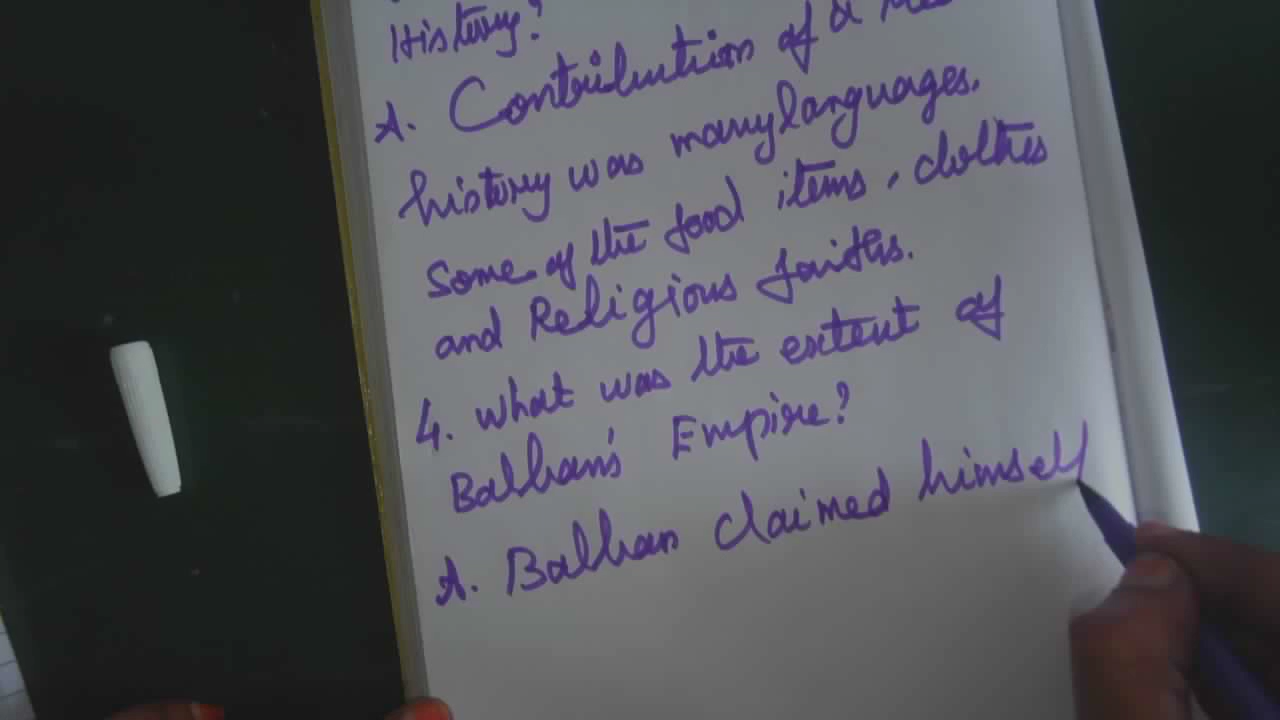 History?
A. Contribution of a
history was many languages.
Some of the food items, clothes
and Religious faiths.
4. What was the extent of
Balban's Empire?
A. Balban claimed himself